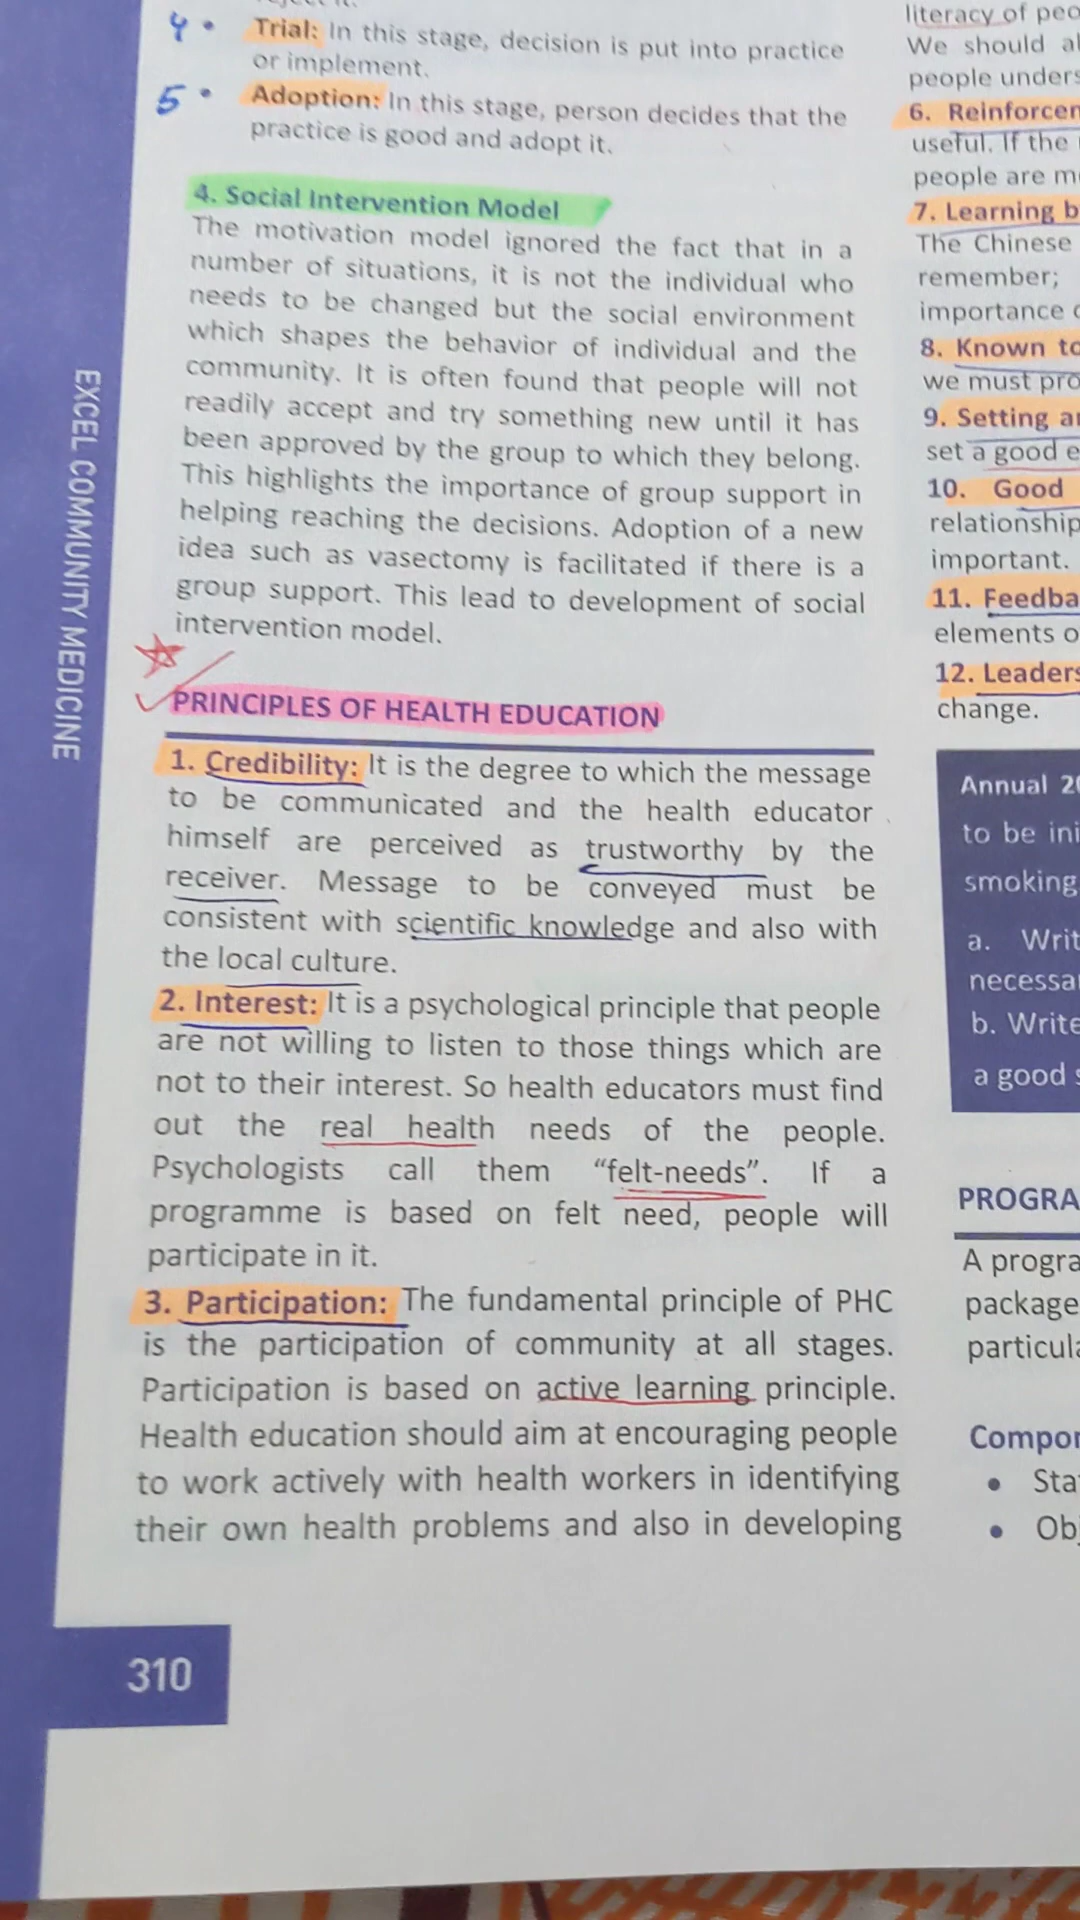 4 • Trial: In this stage, decision is put into practice
or implement.
5 • Adoption: In this stage, person decides that the
practice is good and adopt it.
4. Social Intervention Model
The motivation model ignored the fact that in a
number of situations, it is not the individual who
needs to be changed but the social environment
which shapes the behavior of individual and the
community. It is often found that people will not
readily accept and try something new until it has
been approved by the group to which they belong.
This highlights the importance of group support in
helping reaching the decisions. Adoption of a new
idea such as vasectomy is facilitated if there is a
group support. This lead to development of social
intervention model.
PRINCIPLES OF HEALTH EDUCATION
1. Credibility: It is the degree to which the message
to be communicated and the health educator
himself are perceived as trustworthy by the
receiver. Message to be conveyed must be
consistent with scientific knowledge and also with
the local culture.
2. Interest: It is a psychological principle that people
are not willing to listen to those things which are
not to their interest. So health educators must find
out the real health needs of the people.
Psychologists call them “felt-needs”. If a
programme is based on felt need, people will
participate in it.
3. Participation: The fundamental principle of PHC
is the participation of community at all stages.
Participation is based on active learning principle.
Health education should aim at encouraging people
to work actively with health workers in identifying
their own health problems and also in developing
literacy of
We should
people
6.
useful. If the
people are
7. Learning
The Chinese
remember;
importance
8. Known
we must
9. Setting
set a good
10. Good
relationship
important.
11.
elements
12.
change.
Annual
to be
smoking
a.
b.
a good
A
package
•
•
EXCEL COMMUNITY MEDICINE
310